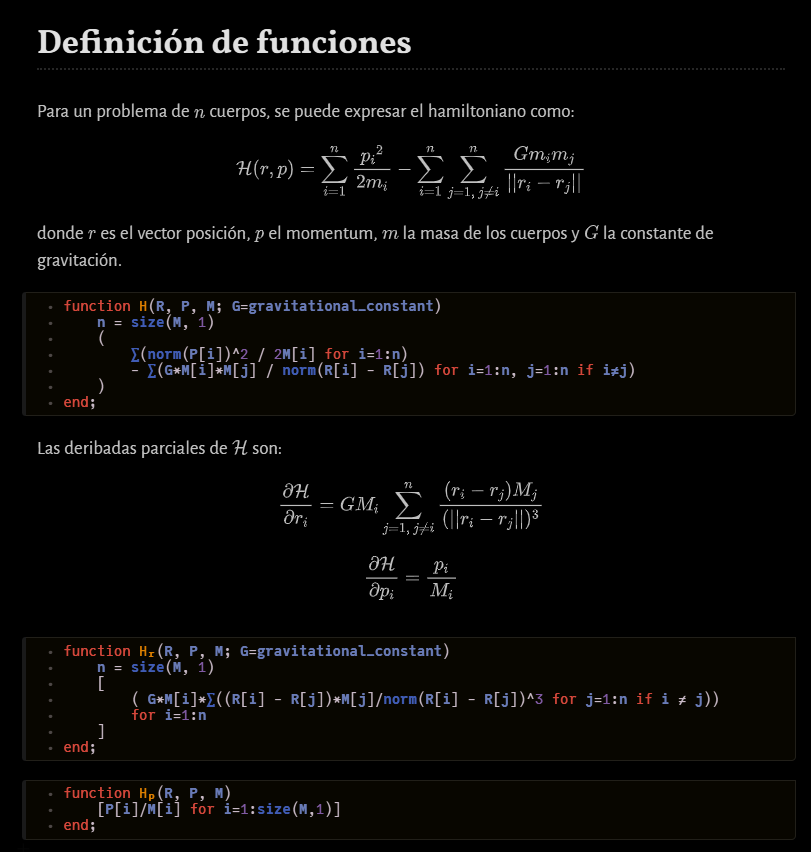 Definición de funciones
Para un problema de n cuerpos, se puede expresar el hamiltoniano como:
\mathcal{H}(r, p) = \sum_{i=1}^{n} \frac{{p_i}^2}{2m_i} - \sum_{i=1}^{n} \sum_{j=1, j \neq i}^{n} \frac{G m_i m_j}{||r_i - r_j||}
donde r es el vector posición, p el momentum, m la masa de los cuerpos y G la constante de
gravitación.
function H(R, P, M; G=gravitational_constant)
    n = size(M, 1)
    (
        ∑(norm(P[i])^2 / 2M[i] for i=1:n)
        - ∑(G*M[i]*M[j] / norm(R[i] - R[j]) for i=1:n, j=1:n if i≠j)
    )
end;
Las deribadas parciales de \mathcal{H} son:
\frac{\partial \mathcal{H}}{\partial r_i} = G M_i \sum_{j=1, j \neq i}^{n} \frac{(r_i - r_j) M_j}{(||r_i - r_j||)^3}
\frac{\partial \mathcal{H}}{\partial p_i} = \frac{p_i}{M_i}
function Hᵣ(R, P, M; G=gravitational_constant)
    n = size(M, 1)
    [
        ( G*M[i]*∑((R[i] - R[j])*M[j]/norm(R[i] - R[j])^3 for j=1:n if i ≠ j))
        for i=1:n
    ]
end;
function Hₚ(R, P, M)
    [P[i]/M[i] for i=1:size(M,1)]
end;